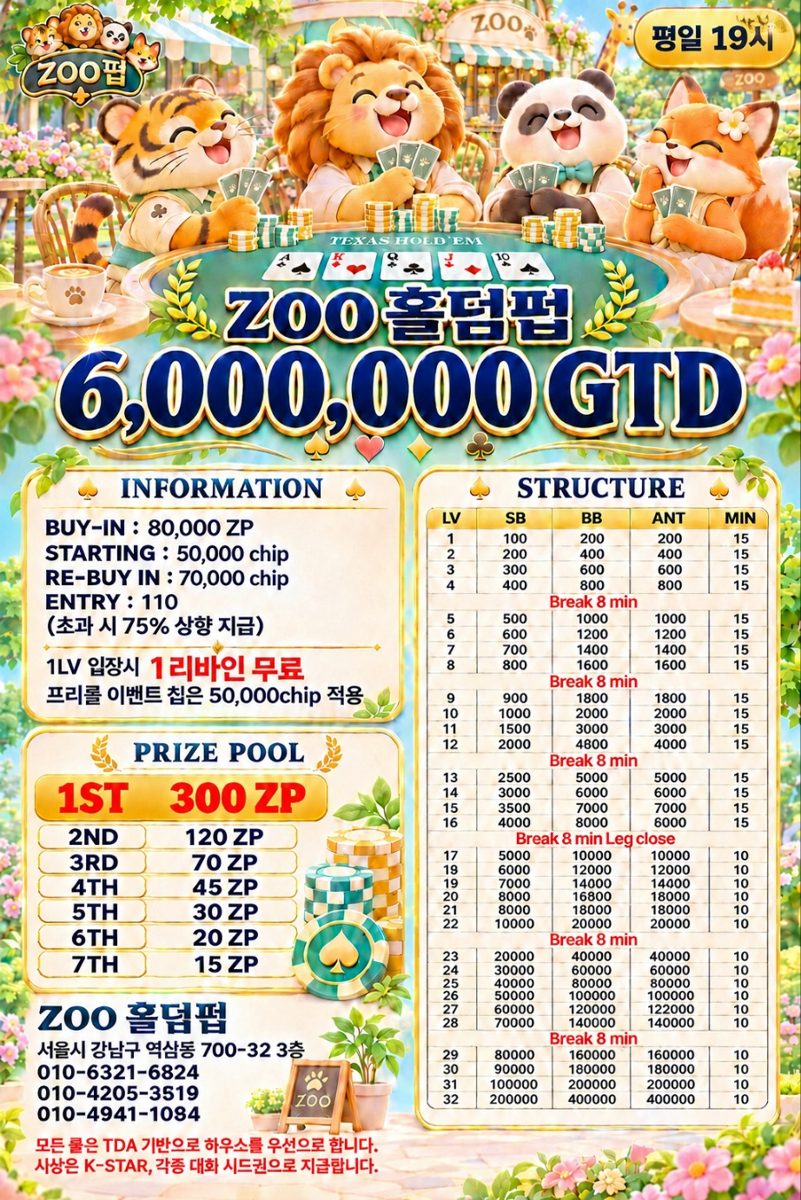 ZOO펍
ZOO
평일 19시
ZOO
TEXAS HOLD'EM
A K Q J 10
ZOO 홀덤펍
6,000,000 GTD
INFORMATION
BUY-IN : 80,000 ZP
STARTING : 50,000 chip
RE-BUY IN : 70,000 chip
ENTRY : 110
(초과 시 75% 상향 지급)
1LV 입장시 1리바인 무료
프리롤 이벤트 칩은 50,000chip 적용
PRIZE POOL
1ST 300 ZP
2ND 120 ZP
3RD 70 ZP
4TH 45 ZP
5TH 30 ZP
6TH 20 ZP
7TH 15 ZP
ZOO 홀덤펍
서울시 강남구 역삼동 700-32 3층
010-6321-6824
010-4205-3519
010-4941-1084
ZOO
모든 룰은 TDA 기반으로 하우소를 우선으로 합니다.
시상은 K-STAR, 각종 대화 시드권으로 지급합니다.
STRUCTURE
LV SB BB ANT MIN
1 100 200 200 15
2 200 400 400 15
3 300 600 600 15
4 400 800 800 15
Break 8 min
5 500 1000 1000 15
6 600 1200 1200 15
7 700 1400 1400 15
8 800 1600 1600 15
Break 8 min
9 900 1800 1800 15
10 1000 2000 2000 15
11 1500 3000 3000 15
12 2000 4800 4000 15
Break 8 min
13 2500 5000 5000 15
14 3000 6000 6000 15
15 3500 7000 7000 15
16 4000 8000 6000 15
Break 8 min Leg close
17 5000 10000 10000 10
18 6000 12000 12000 10
19 7000 14000 14000 10
20 8000 16800 18000 10
21 8000 18000 18000 10
22 10000 20000 20000 10
Break 8 min
23 20000 40000 40000 10
24 30000 60000 60000 10
25 40000 80000 80000 10
26 50000 100000 100000 10
27 60000 120000 122000 10
28 70000 140000 140000 10
Break 8 min
29 80000 160000 160000 10
30 90000 180000 180000 10
31 100000 200000 200000 10
32 200000 400000 400000 10